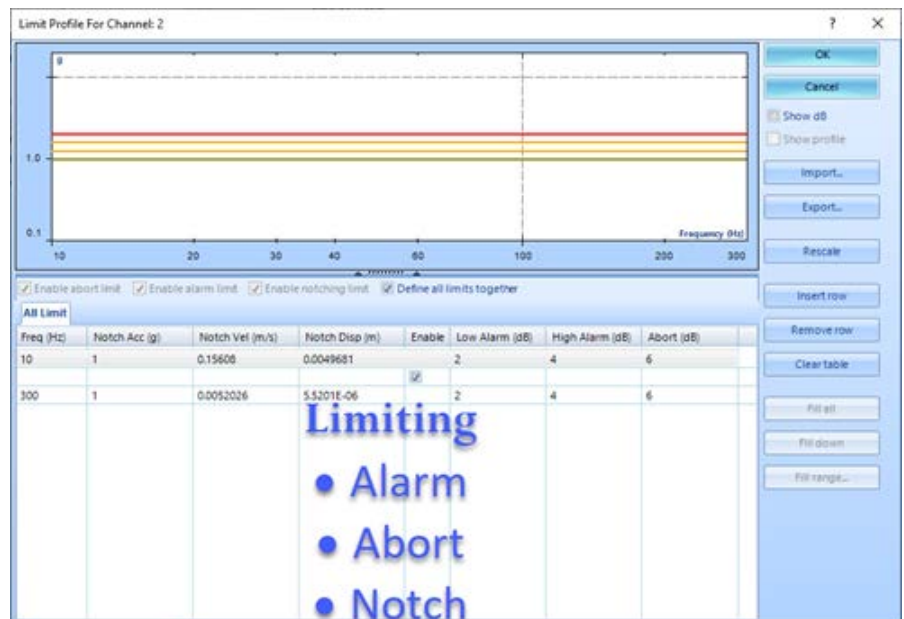 Limit Profile For Channel: 2
?
OK
Cancel
Show dB
Show profile
Import...
Export...
Rescale
Insert row
Remove row
Clear table
Fill all
Fill down
Fill range...
g
1.0
0.1
Frequency (Hz)
10 20 30 40 60 100 200 300
Enable abort limit Enable alarm limit Enable notching limit Define all limits together
All Limit
Freq (Hz) Notch Acc (g) Notch Vel (m/s) Notch Disp (m) Enable Low Alarm (dB) High Alarm (dB) Abort (dB)
10 1 0.15608 0.0049681 2 4 6
300 1 0.0052026 5.5201E-06 2 4 6
Limiting
• Alarm
• Abort
• Notch